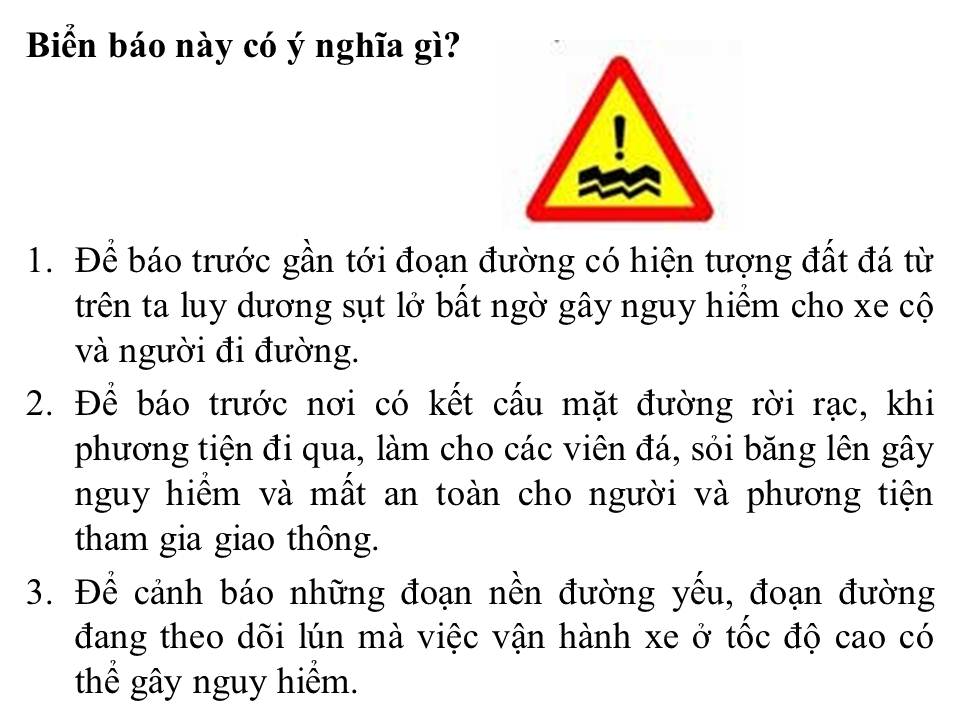 Biển báo này có ý nghĩa gì?
!
1. Để báo trước gần tới đoạn đường có hiện tượng đất đá từ
trên ta luy dương sụt lở bất ngờ gây nguy hiểm cho xe cộ
và người đi đường.
2. Để báo trước nơi có kết cấu mặt đường rời rạc, khi
phương tiện đi qua, làm cho các viên đá, sỏi băng lên gây
nguy hiểm và mất an toàn cho người và phương tiện
tham gia giao thông.
3. Để cảnh báo những đoạn nền đường yếu, đoạn đường
đang theo dõi lún mà việc vận hành xe ở tốc độ cao có
thể gây nguy hiểm.